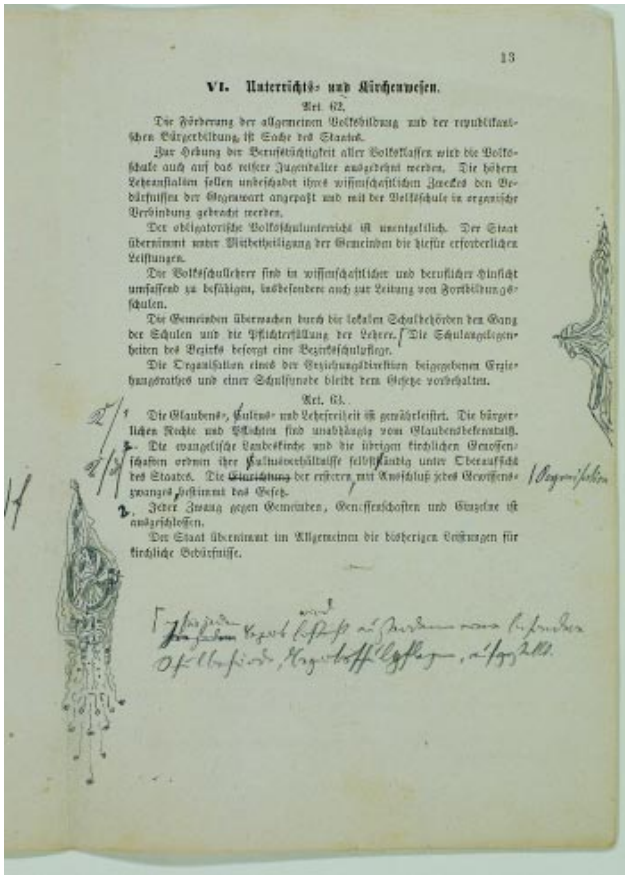 13
VI. Unterrichts- und Kirchenwesen.
Art. 62.
Die Förderung der allgemeinen Volksbildung und der republikani-
schen Bürgerbildung ist Sache des Staates.
Zur Hebung der Berufstüchtigkeit aller Volksklassen wird die Volks-
schule auch auf das reifere Jugendalter ausgedehnt werden. Die höhern
Lehranstalten sollen unbeschadet ihres wissenschaftlichen Zweckes den Be-
dürfnissen der Gegenwart angepaßt und mit der Volksschule in organische
Verbindung gebracht werden.
Der obligatorische Volksschulunterricht ist unentgeltlich. Der Staat
übernimmt unter Mitbetheiligung der Gemeinden die hiefür erforderlichen
Leistungen.
Die Volksschullehrer sind in wissenschaftlicher und beruflicher Hinsicht
umfassend zu befähigen, insbesondere auch zur Leitung von Fortbildungs-
schulen.
Die Gemeinden überwachen durch die lokalen Schulbehörden den Gang
der Schulen und die Pflichterfüllung der Lehrer. Die Schulangelegen-
heiten des Bezirks besorgt eine Bezirksschulpflege.
Die Organisation eines der Erziehungsdirektion beigegebenen Erzie-
hungsrathes und einer Schulsynode bleibt dem Gesetze vorbehalten.
Art. 63.
Die Glaubens-, Cultus- und Lehrfreiheit ist gewährleistet. Die bürger-
lichen Rechte und Pflichten sind unabhängig vom Glaubensbekenntniß.
Die evangelische Landeskirche und die übrigen kirchlichen Genossen-
schaften ordnen ihre Cultusverhältnisse selbstständig unter Oberaufsicht
des Staates. Die Einrichtung der ersteren mit Ausschluß jedes Gewissens- Organisation
zwanges bestimmt das Gesetz.
2. Jeder Zwang gegen Gemeinden, Genossenschaften und Einzelne ist
ausgeschlossen.
Der Staat übernimmt im Allgemeinen die bisherigen Leistungen für
kirchliche Bedürfnisse.
wird